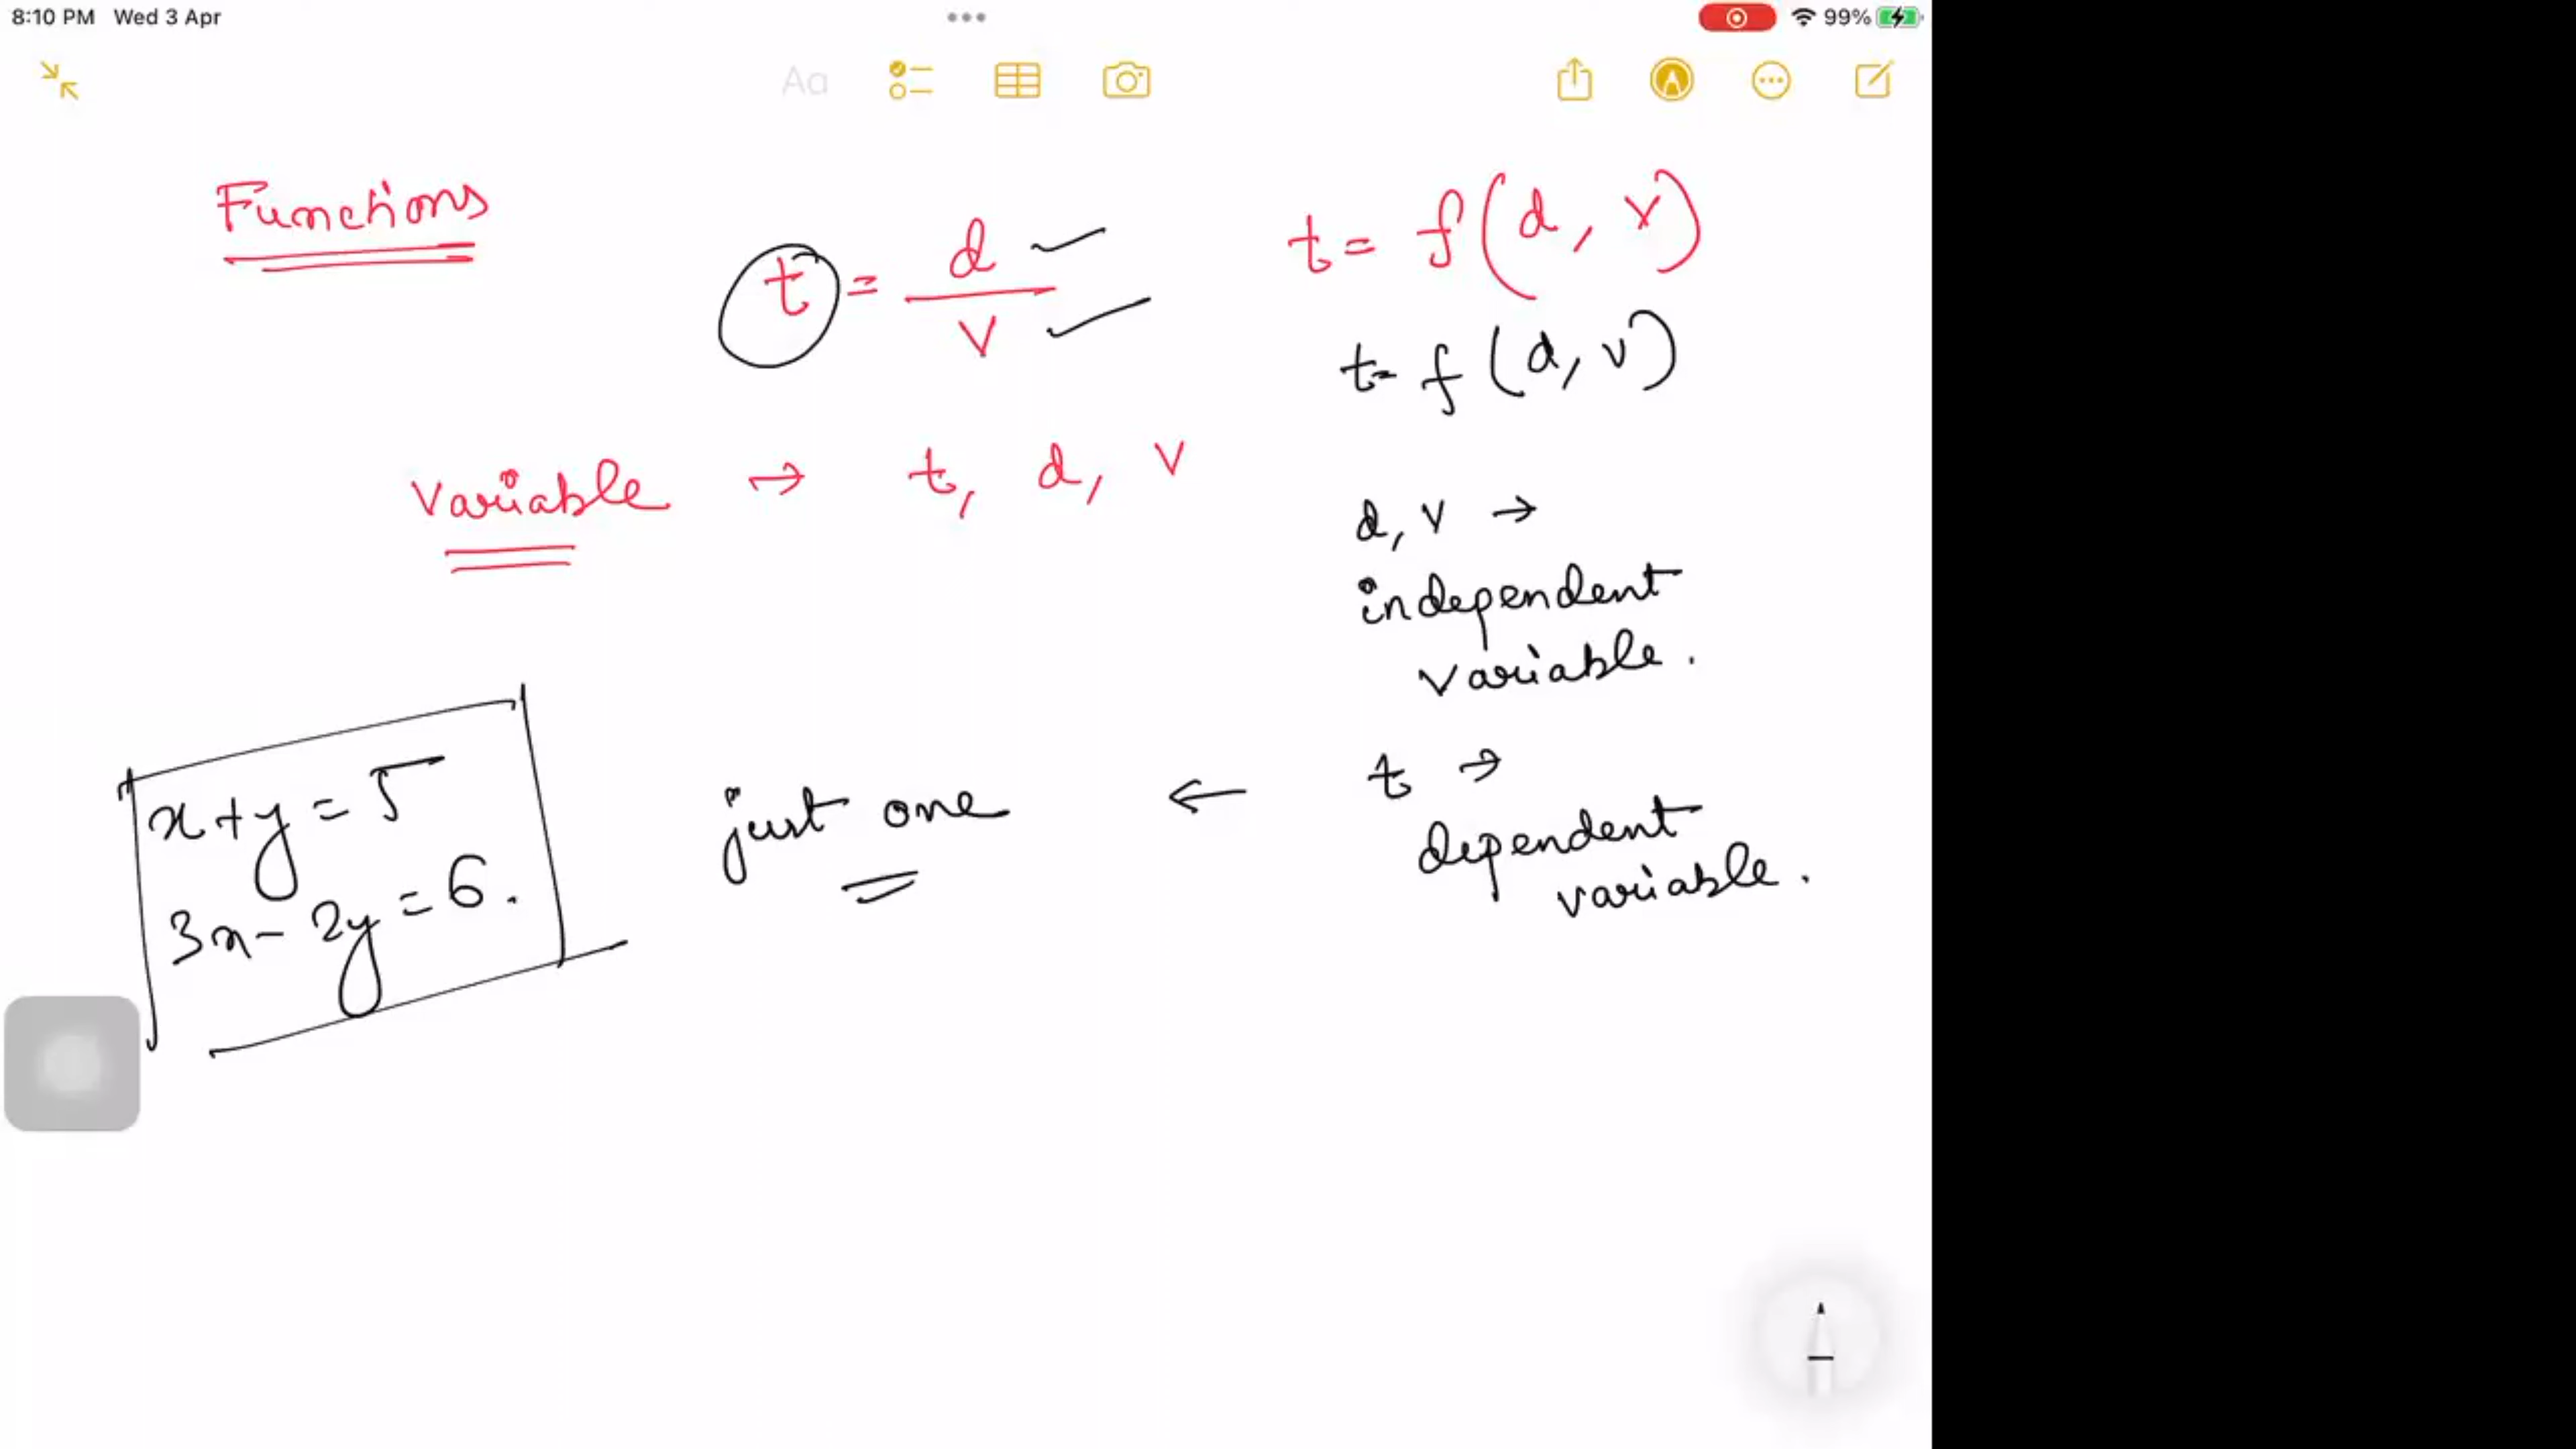 8:10 PM Wed 3 Apr
99%
Aa
Functions
t = d / v
t = f(d, v)
t = f(d, v)
Variable → t, d, v
d, v →
independent
variable.
x+y=5
3x-2y=6.
just one ← t →
dependent
variable.